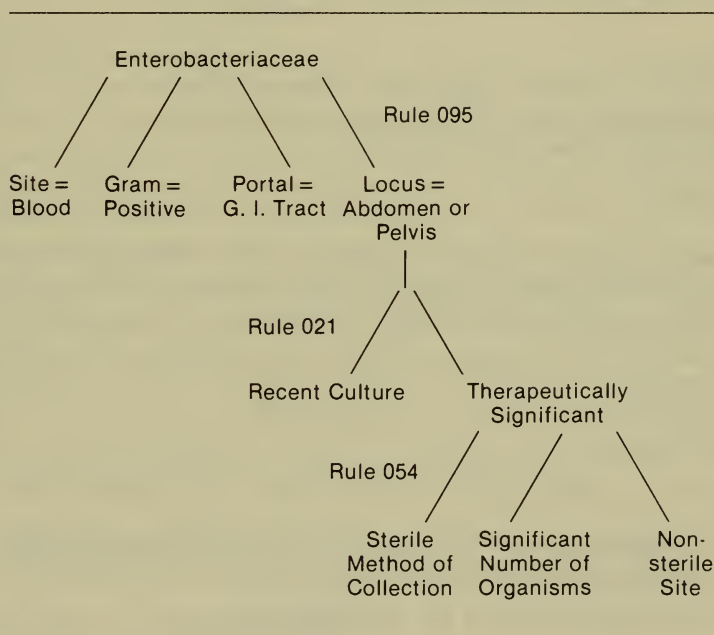 Enterobacteriaceae
Rule 095
Site =
Blood
Gram =
Positive
Portal =
G. I. Tract
Locus =
Abdomen or
Pelvis
Rule 021
Recent Culture
Therapeutically
Significant
Rule 054
Sterile
Method of
Collection
Significant
Number of
Organisms
Non-
sterile
Site